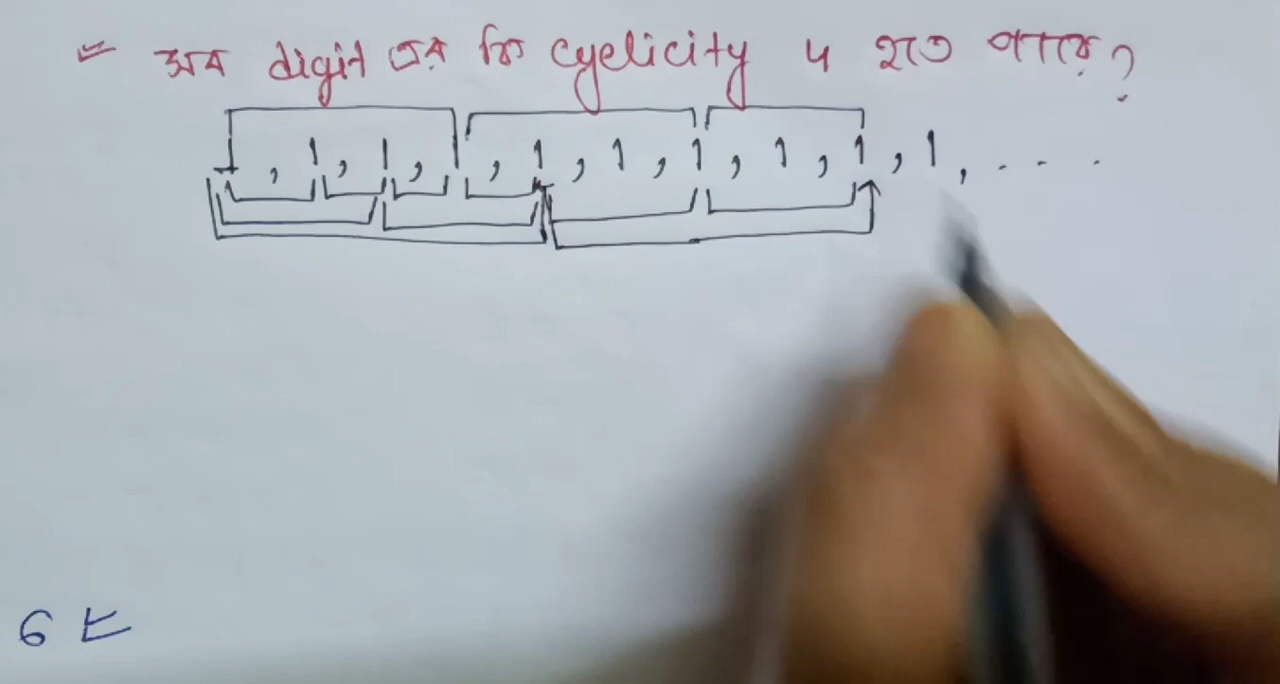 সব digit এর কি cyclicity 4 হতে পারে?
1, 1, 1, 1, 1, 1, 1, 1, 1, 1, ....
6 E